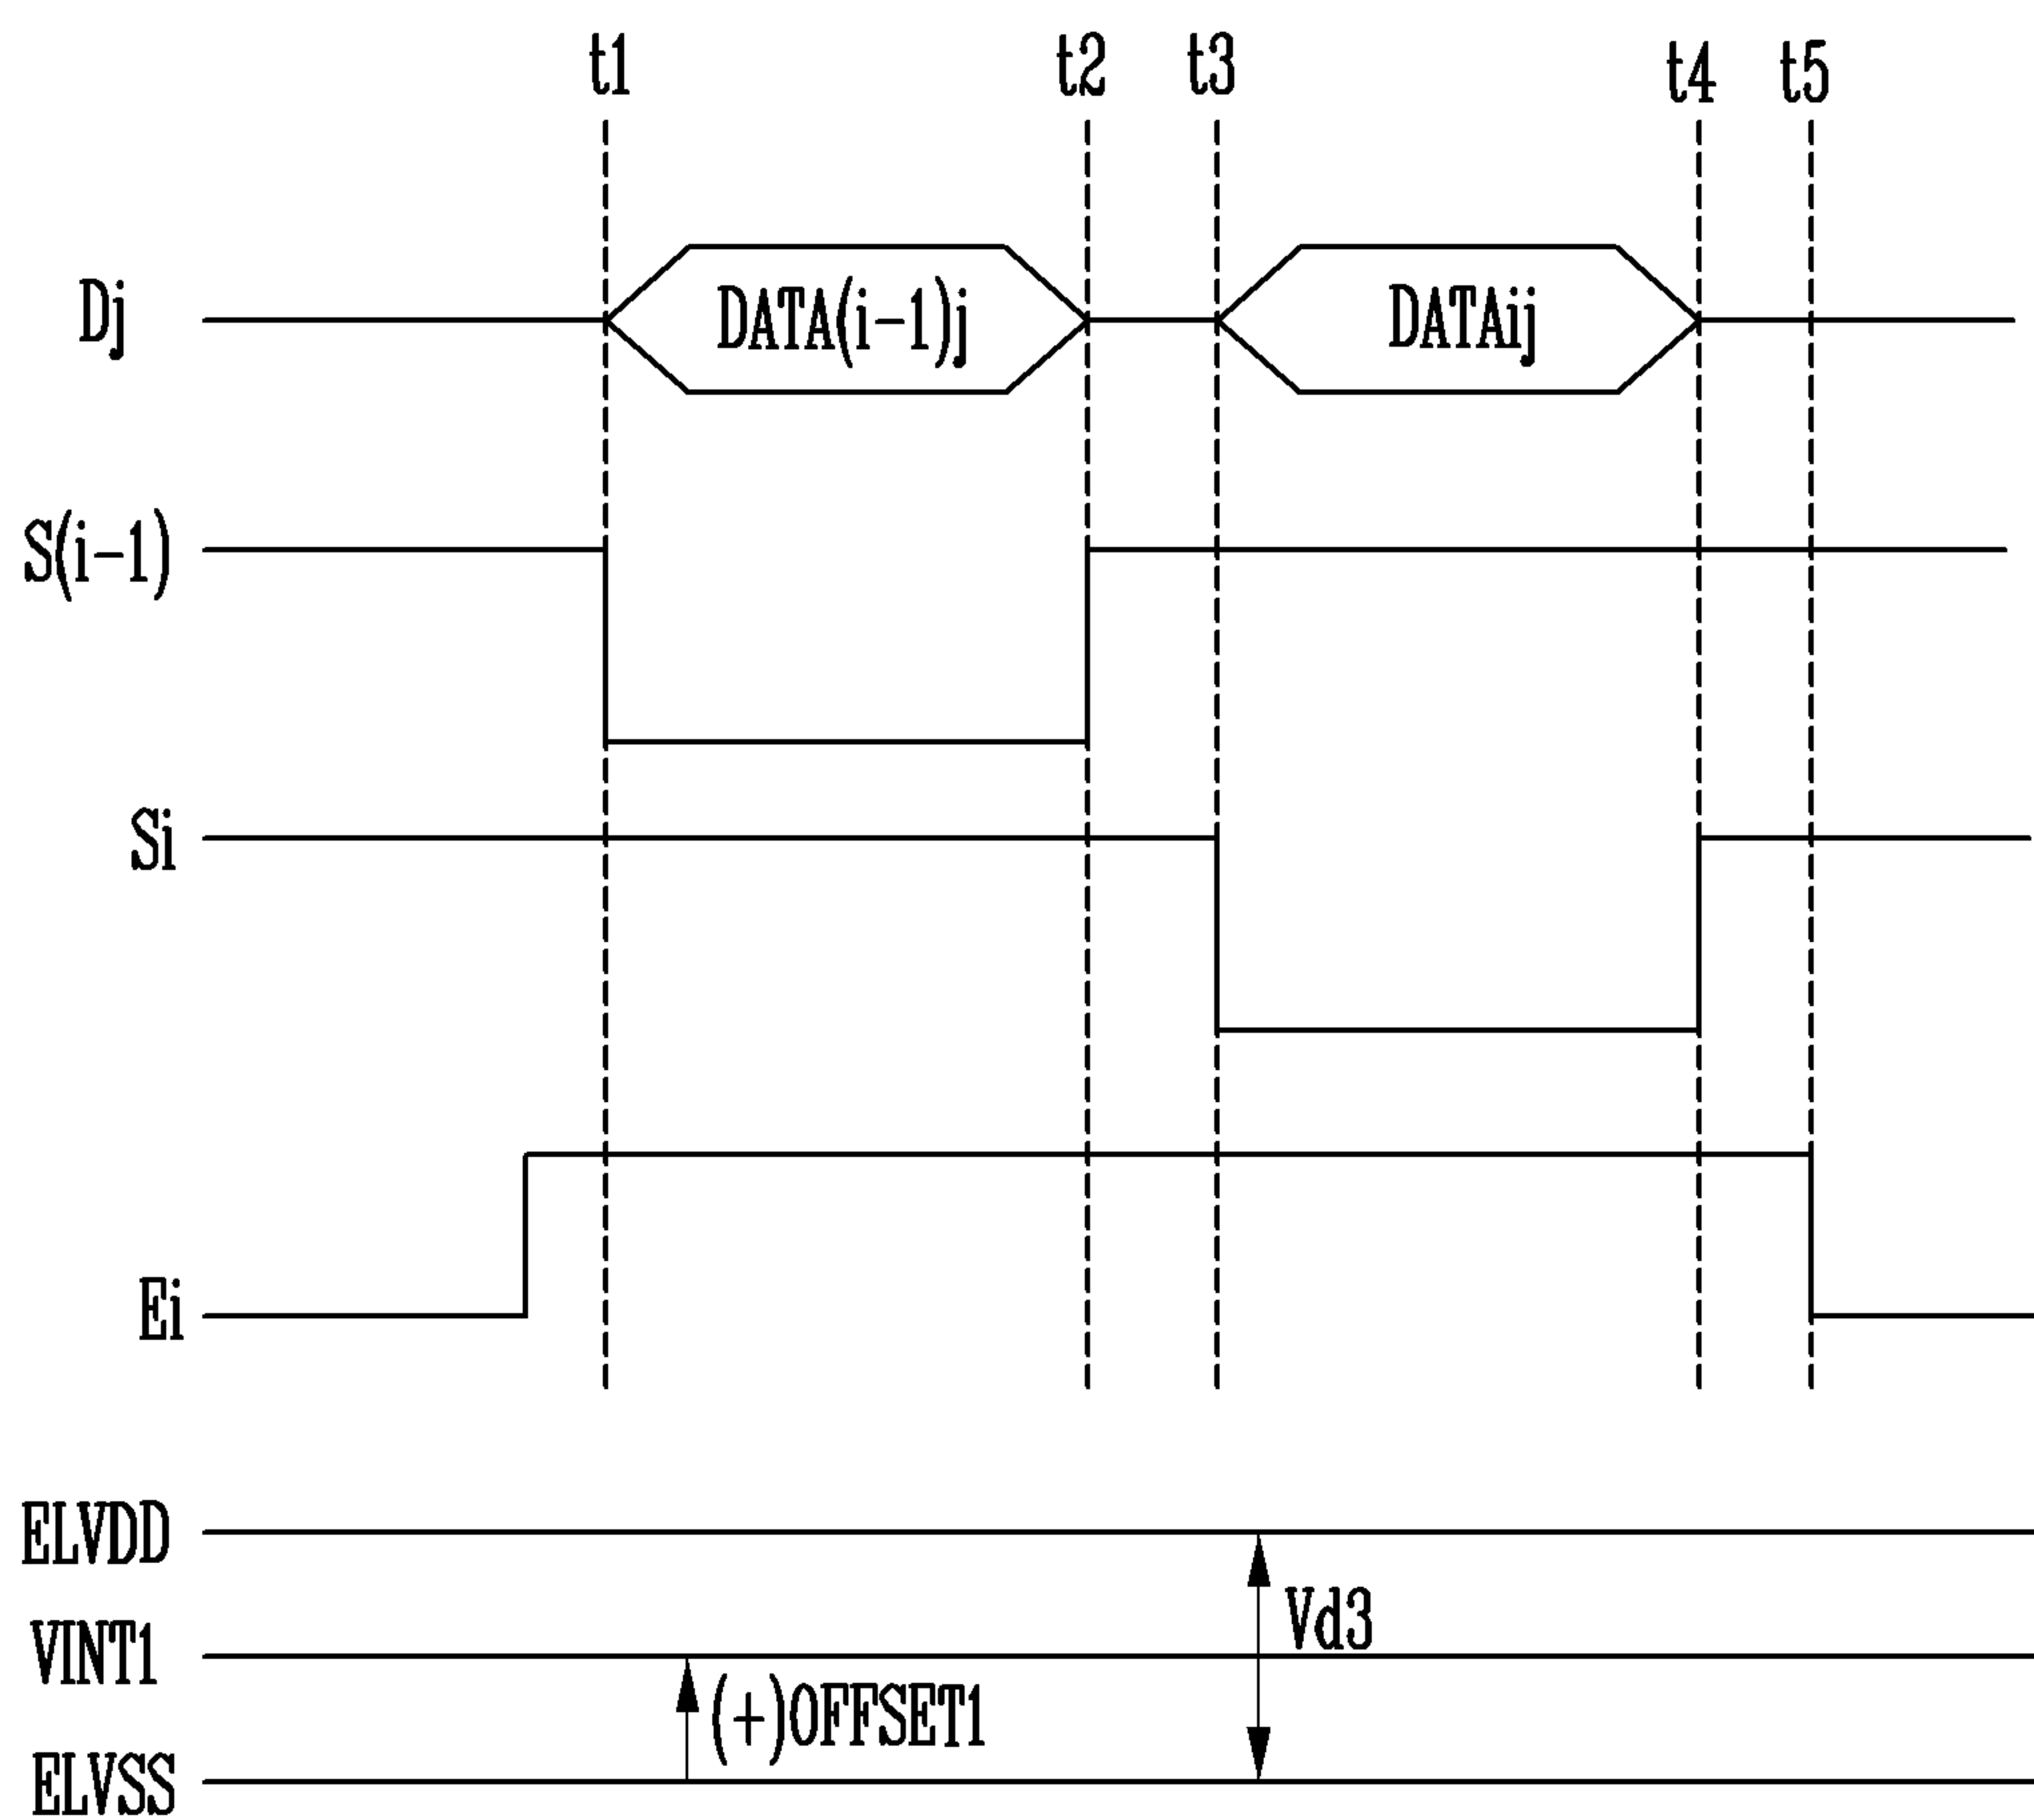 t1 t2 t3 t4 t5
Dj DATA(i-1)j DATAij
S(i-1)
Si
Ei
ELVDD
Vd3
VINT1
(+)OFFSET1
ELVSS